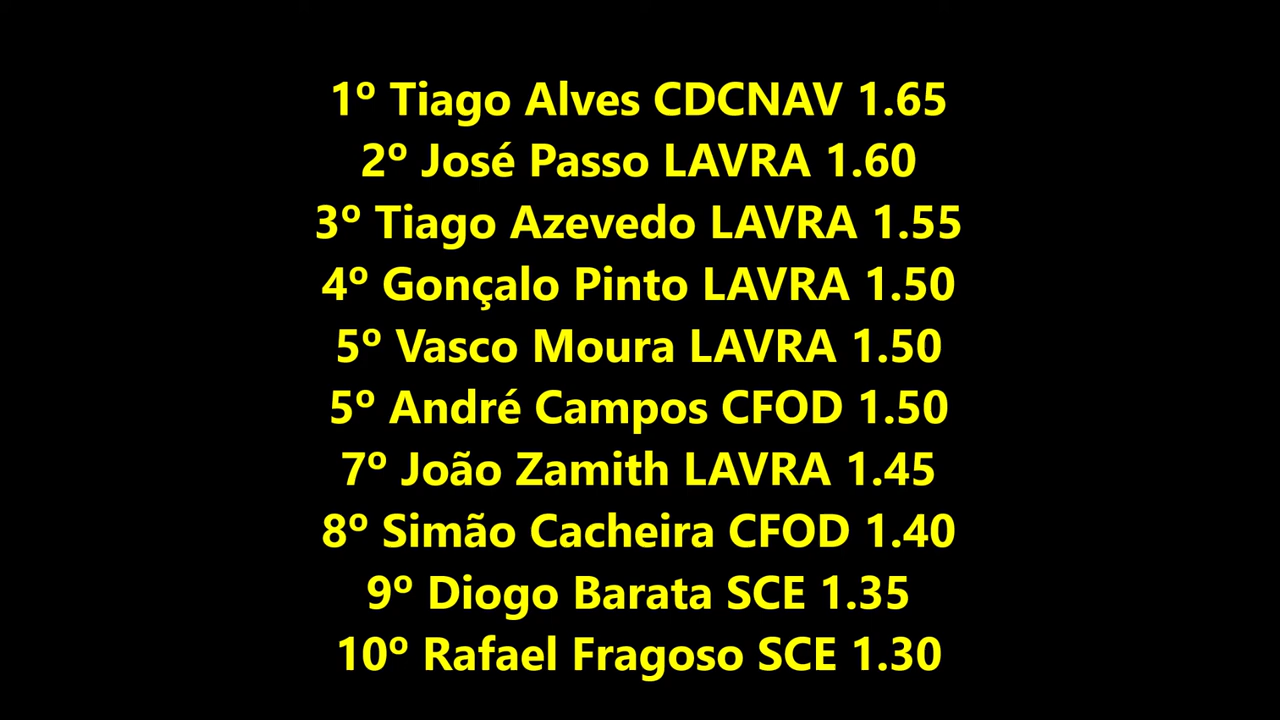 1º Tiago Alves CDCNAV 1.65
2º José Passo LAVRA 1.60
3º Tiago Azevedo LAVRA 1.55
4º Gonçalo Pinto LAVRA 1.50
5º Vasco Moura LAVRA 1.50
5º André Campos CFOD 1.50
7º João Zamith LAVRA 1.45
8º Simão Cacheira CFOD 1.40
9º Diogo Barata SCE 1.35
10º Rafael Fragoso SCE 1.30